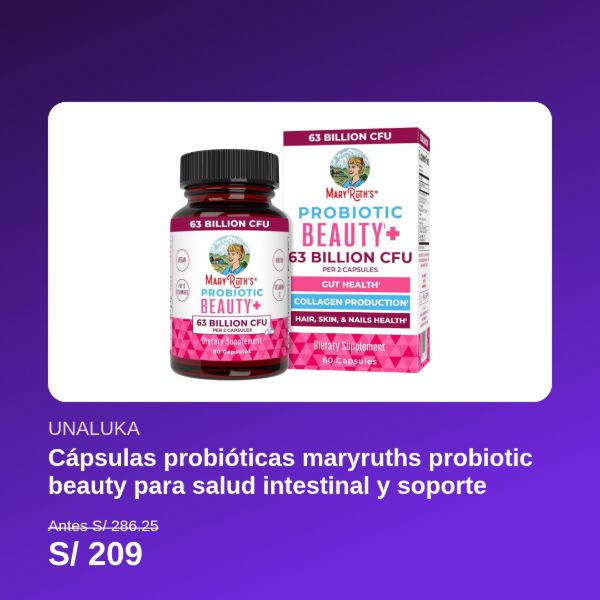 63 BILLION CFU
MARYRUTH'S®
PROBIOTIC
BEAUTY+
63 BILLION CFU
PER 2 CAPSULES
Dietary Supplement
60 Capsules
VEGAN
63 BILLION CFU
MARYRUTH'S®
PROBIOTIC
BEAUTY†+
63 BILLION CFU
PER 2 CAPSULES
GUT HEALTH†
COLLAGEN PRODUCTION†
HAIR, SKIN, & NAILS HEALTH‡
Dietary Supplement
60 Capsules
UNALUKA
Cápsulas probióticas maryruths probiotic
beauty para salud intestinal y soporte
Antes S/ 286.25
S/ 209